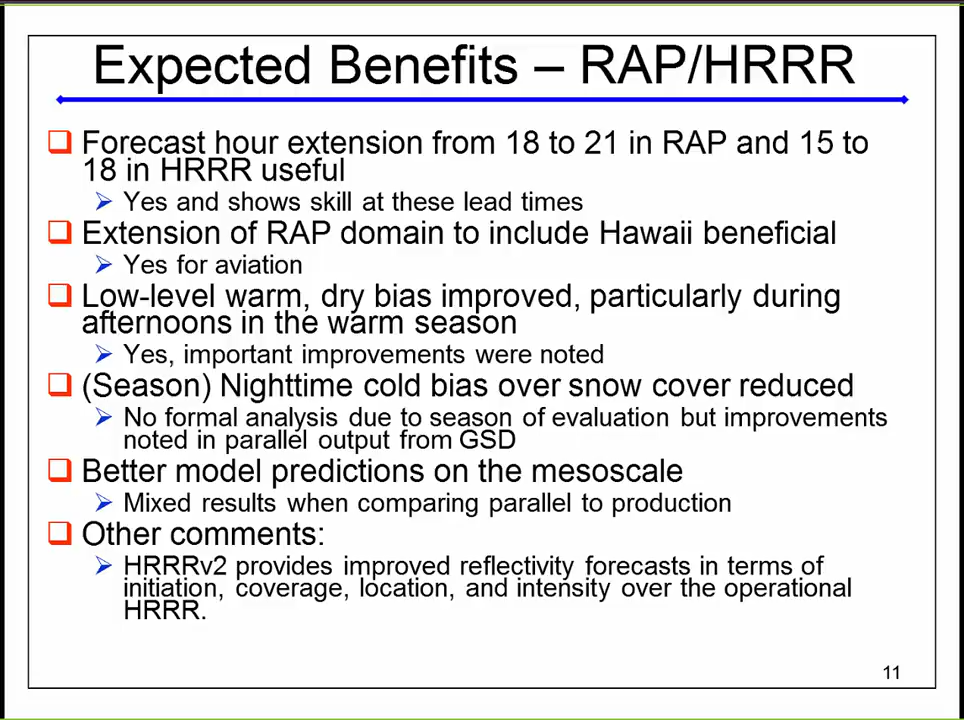 Expected Benefits – RAP/HRRR
Forecast hour extension from 18 to 21 in RAP and 15 to
18 in HRRR useful
Yes and shows skill at these lead times
Extension of RAP domain to include Hawaii beneficial
Yes for aviation
Low-level warm, dry bias improved, particularly during
afternoons in the warm season
Yes, important improvements were noted
(Season) Nighttime cold bias over snow cover reduced
No formal analysis due to season of evaluation but improvements
noted in parallel output from GSD
Better model predictions on the mesoscale
Mixed results when comparing parallel to production
Other comments:
HRRRv2 provides improved reflectivity forecasts in terms of
initiation, coverage, location, and intensity over the operational
HRRR.
11